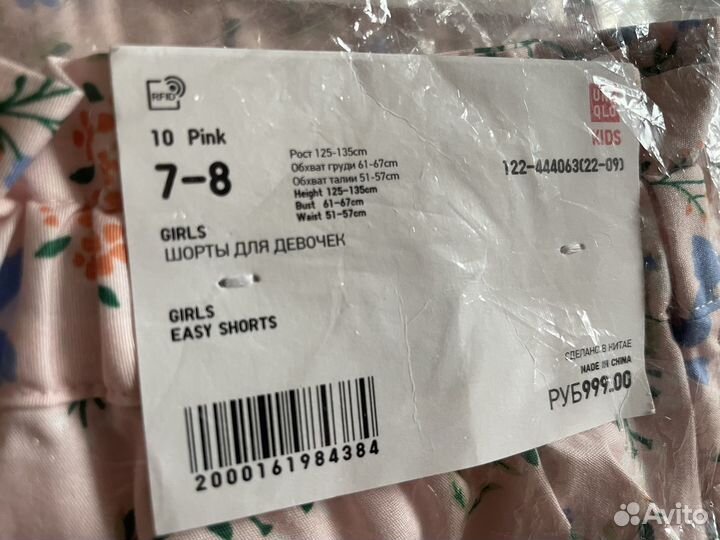 RFID
UNI
QLO
KIDS
10 Pink
7-8
Рост 125-135cm
Обхват груди 61-67cm
Обхват талии 51-57cm
Height 125-135cm
Bust 61-67cm
Waist 51-57cm
122-444063(22-09)
GIRLS
ШОРТЫ ДЛЯ ДЕВОЧЕК
GIRLS
EASY SHORTS
СДЕЛАНО В КИТАЕ
MADE IN CHINA
РУБ999.00
2000161984384
Avito